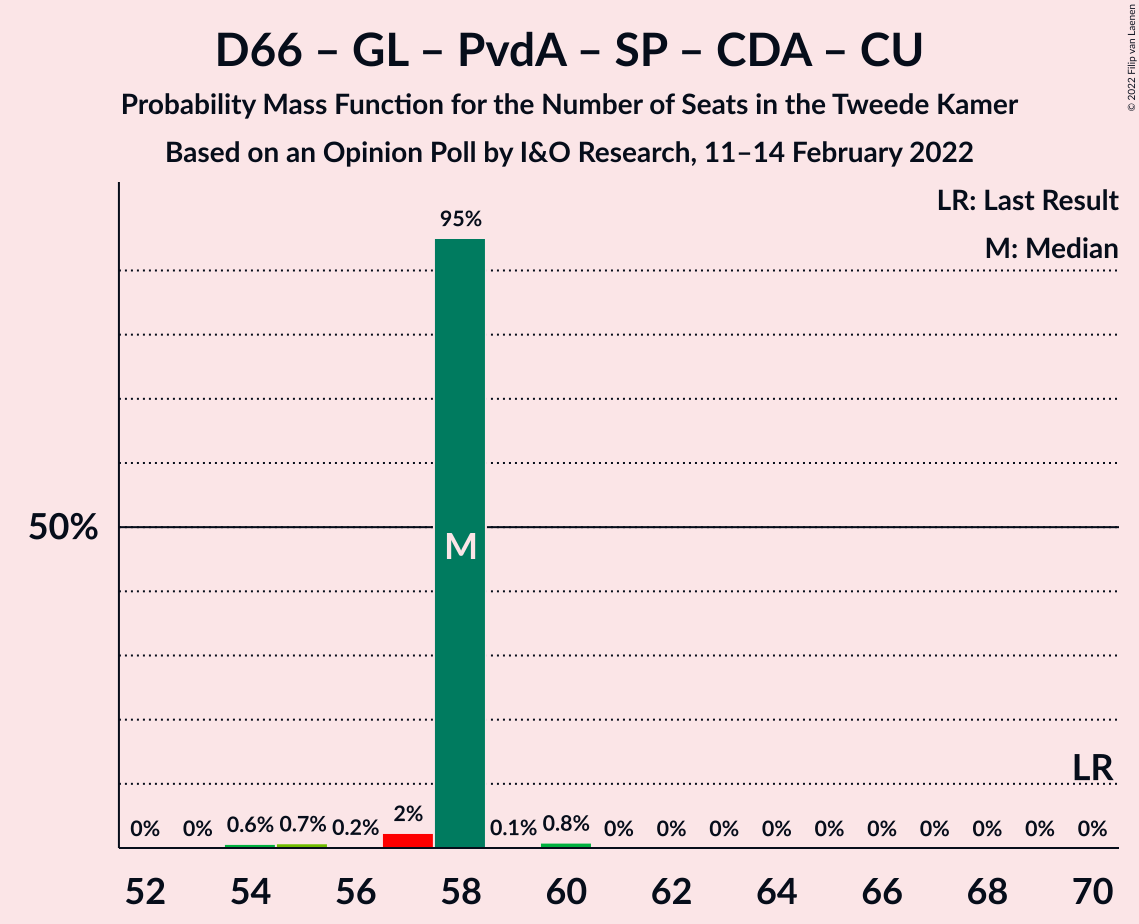 D66 – GL – PvdA – SP – CDA – CU
Probability Mass Function for the Number of Seats in the Tweede Kamer
Based on an Opinion Poll by I&O Research, 11–14 February 2022
© 2022 Filip van Laenen
LR: Last Result
M: Median
95%
50%
M
LR
0% 0% 0.6% 0.7% 0.2% 2% 0.1% 0.8% 0% 0% 0% 0% 0% 0% 0% 0% 0% 0%
52 54 56 58 60 62 64 66 68 70